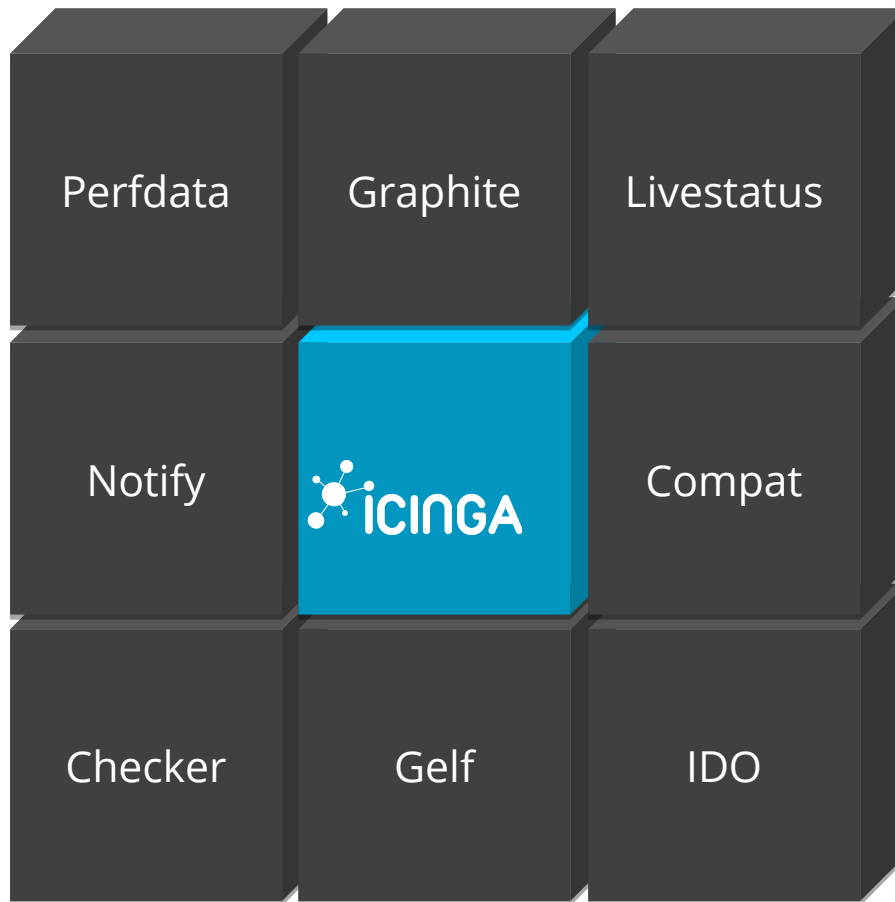 Perfdata
Graphite
Livestatus
Notify
ICINGA
Compat
Checker
Gelf
IDO